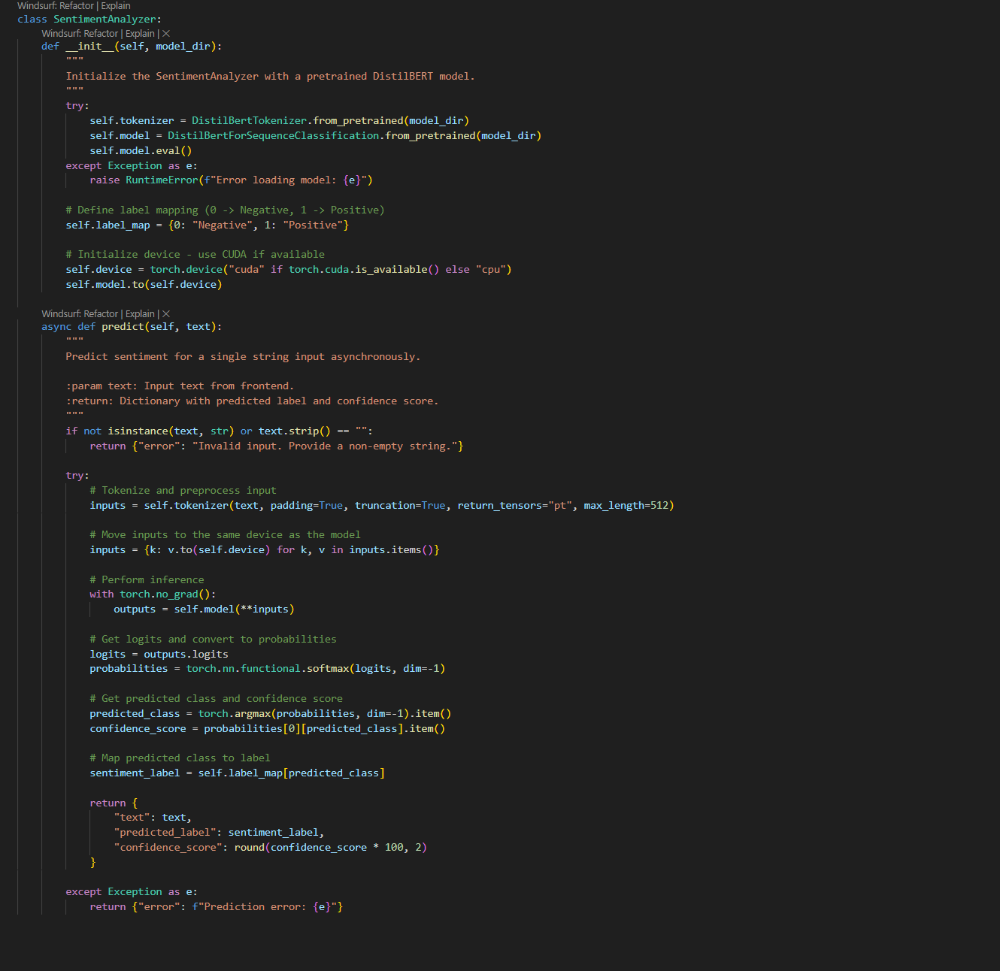 Windsurf: Refactor | Explain
class SentimentAnalyzer:
Windsurf: Refactor | Explain | ×
def __init__(self, model_dir):
"""
Initialize the SentimentAnalyzer with a pretrained DistilBERT model.
"""
try:
self.tokenizer = DistilBertTokenizer.from_pretrained(model_dir)
self.model = DistilBertForSequenceClassification.from_pretrained(model_dir)
self.model.eval()
except Exception as e:
raise RuntimeError(f"Error loading model: {e}")
# Define label mapping (0 -> Negative, 1 -> Positive)
self.label_map = {0: "Negative", 1: "Positive"}
# Initialize device - use CUDA if available
self.device = torch.device("cuda" if torch.cuda.is_available() else "cpu")
self.model.to(self.device)
Windsurf: Refactor | Explain | ×
async def predict(self, text):
"""
Predict sentiment for a single string input asynchronously.
:param text: Input text from frontend.
:return: Dictionary with predicted label and confidence score.
"""
if not isinstance(text, str) or text.strip() == "":
return {"error": "Invalid input. Provide a non-empty string."}
try:
# Tokenize and preprocess input
inputs = self.tokenizer(text, padding=True, truncation=True, return_tensors="pt", max_length=512)
# Move inputs to the same device as the model
inputs = {k: v.to(self.device) for k, v in inputs.items()}
# Perform inference
with torch.no_grad():
outputs = self.model(**inputs)
# Get logits and convert to probabilities
logits = outputs.logits
probabilities = torch.nn.functional.softmax(logits, dim=-1)
# Get predicted class and confidence score
predicted_class = torch.argmax(probabilities, dim=-1).item()
confidence_score = probabilities[0][predicted_class].item()
# Map predicted class to label
sentiment_label = self.label_map[predicted_class]
return {
"text": text,
"predicted_label": sentiment_label,
"confidence_score": round(confidence_score * 100, 2)
}
except Exception as e:
return {"error": f"Prediction error: {e}"}